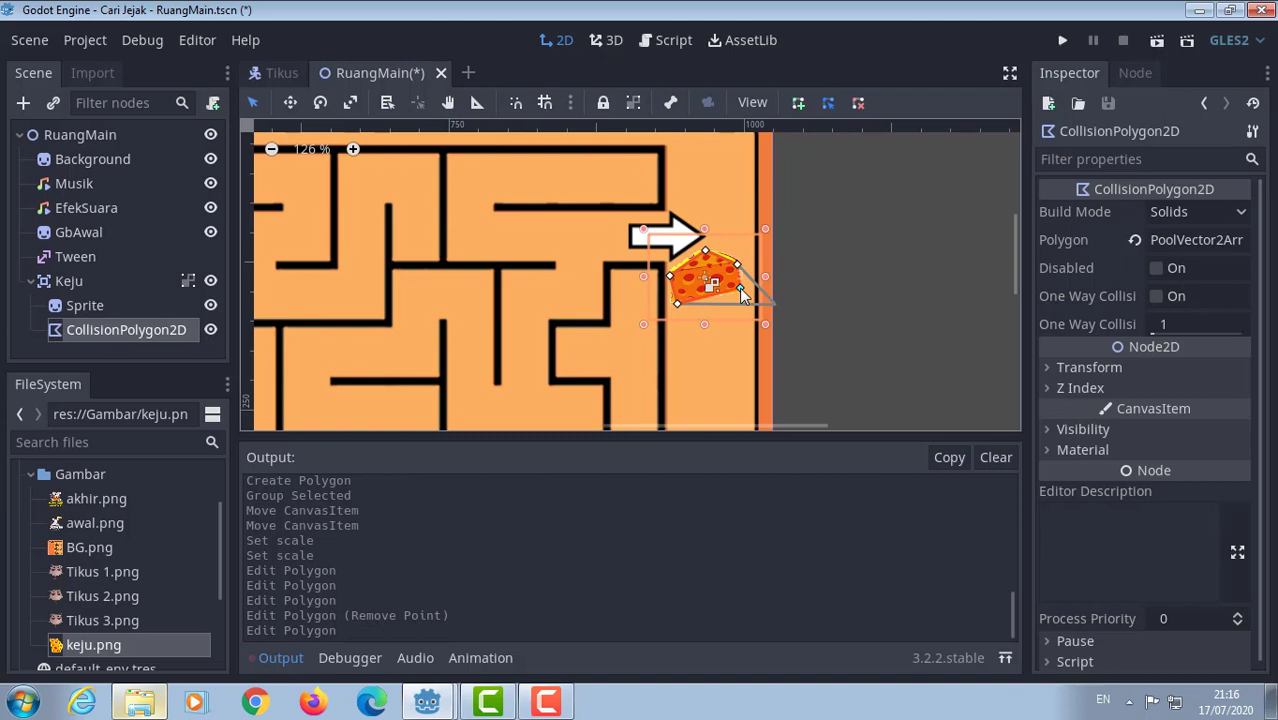 Godot Engine - Cari Jejak - RuangMain.tscn (*)
Scene Project Debug Editor Help
2D 3D Script AssetLib
GLES2
Scene Import
Filter nodes
RuangMain
Background
Musik
EfekSuara
GbAwal
Tween
Keju
Sprite
CollisionPolygon2D
FileSystem
res://Gambar/keju.pn
Search files
Gambar
akhir.png
awal.png
BG.png
Tikus 1.png
Tikus 2.png
Tikus 3.png
keju.png
default_env.tres
Tikus RuangMain(*)
View
750 1000
126 %
250
Output:
Copy Clear
Create Polygon
Group Selected
Move CanvasItem
Move CanvasItem
Set scale
Set scale
Edit Polygon
Edit Polygon
Edit Polygon
Edit Polygon (Remove Point)
Edit Polygon
Output Debugger Audio Animation
3.2.2.stable
Inspector Node
CollisionPolygon2D
Filter properties
CollisionPolygon2D
Build Mode Solids
Polygon PoolVector2Arr
Disabled On
One Way Collisi On
One Way Collisi 1
Node2D
Transform
Z Index
CanvasItem
Visibility
Material
Node
Editor Description
Process Priority 0
Pause
Script
EN
21:16
17/07/2020